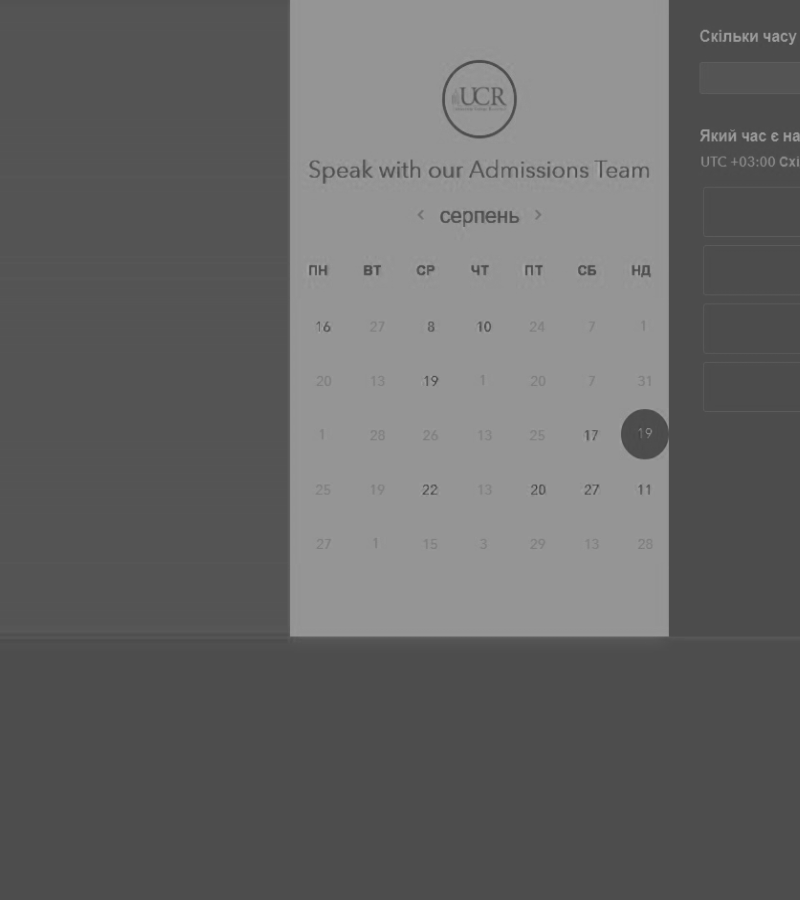 Скільки часу
UCR
Speak with our Admissions Team
Який час є на
UTC +03:00 Схі
‹ серпень ›
ПН ВТ СР ЧТ ПТ СБ НД
16 27 8 10 24 7 1
20 13 19 1 20 7 31
1 28 26 13 25 17 19
25 19 22 13 20 27 11
27 1 15 3 29 13 28